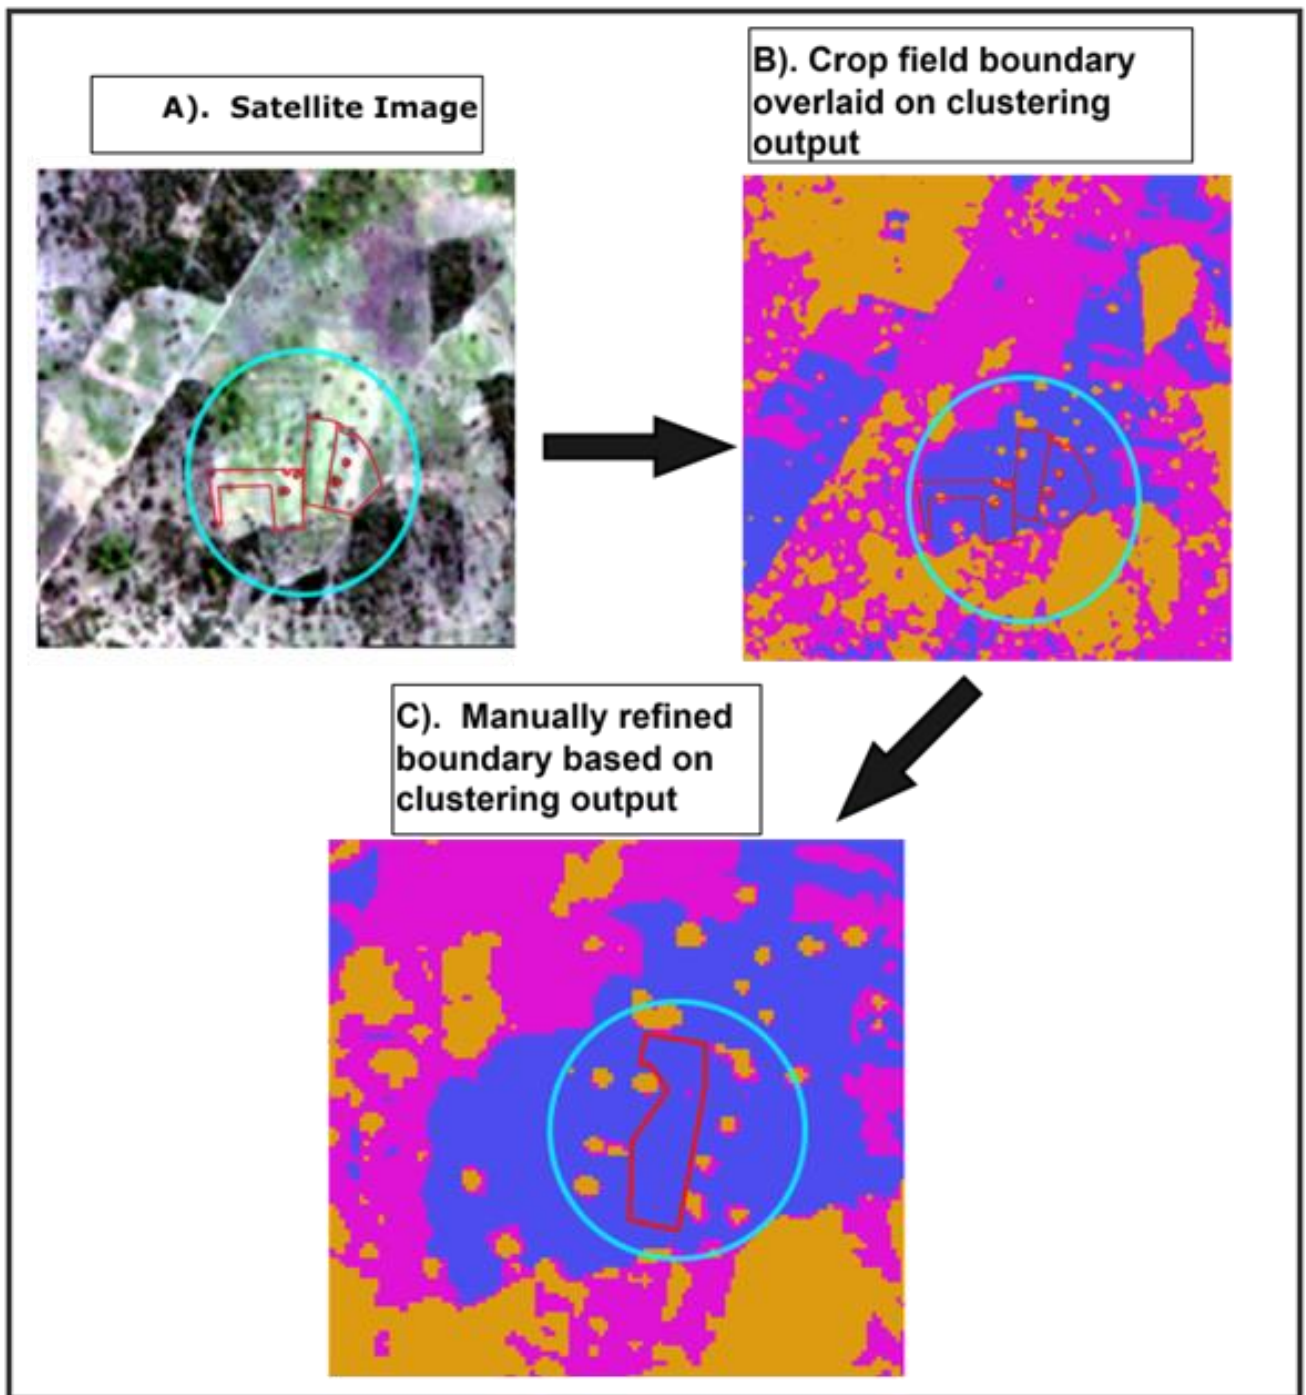 A). Satellite Image
B). Crop field boundary
overlaid on clustering
output
C). Manually refined
boundary based on
clustering output